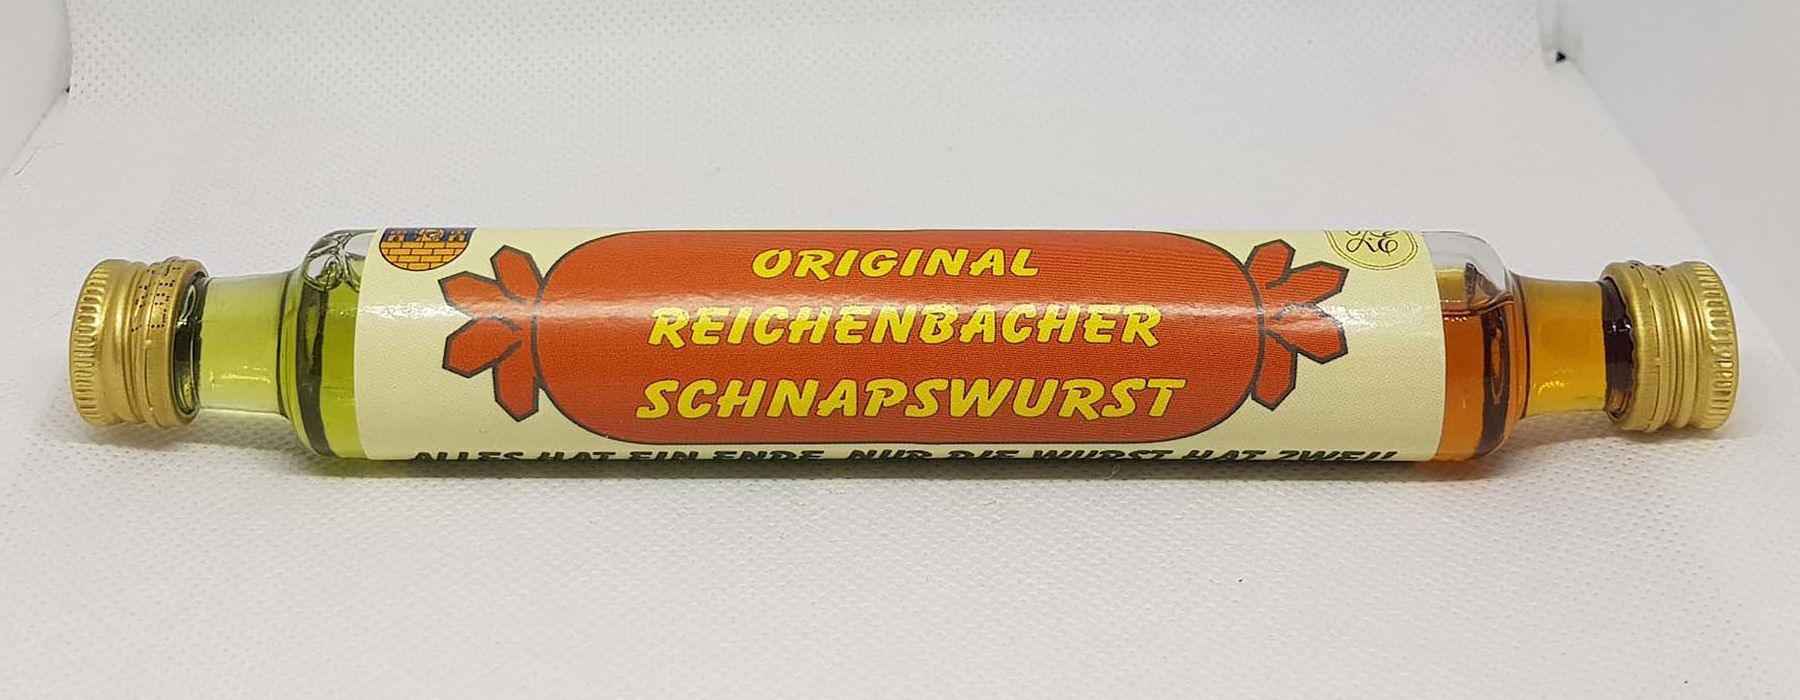 ORIGINAL
REICHENBACHER
SCHNAPSWURST
ALLES HAT EIN ENDE, NUR DIE WURST HAT ZWEI!